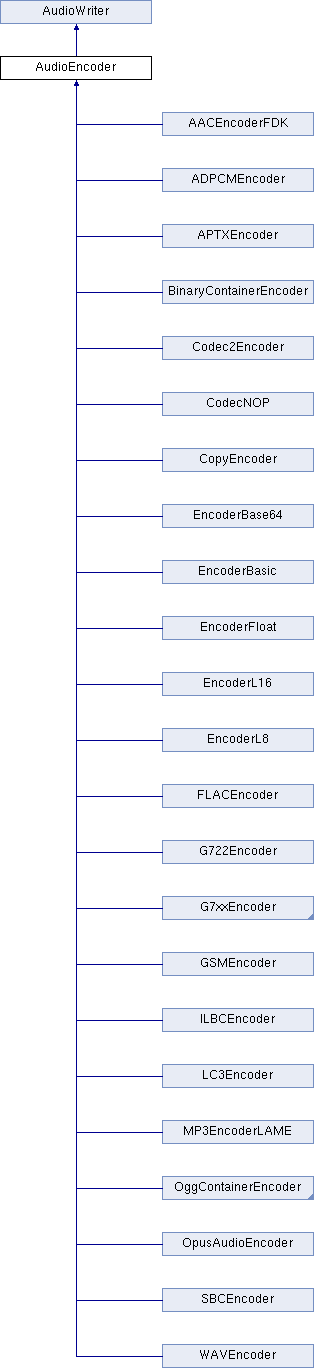 AudioWriter
AudioEncoder
AACEncoderFDK
ADPCMEncoder
APTXEncoder
BinaryContainerEncoder
Codec2Encoder
CodecNOP
CopyEncoder
EncoderBase64
EncoderBasic
EncoderFloat
EncoderL16
EncoderL8
FLACEncoder
G722Encoder
G7xxEncoder
GSMEncoder
ILBCEncoder
LC3Encoder
MP3EncoderLAME
OggContainerEncoder
OpusAudioEncoder
SBCEncoder
WAVEncoder